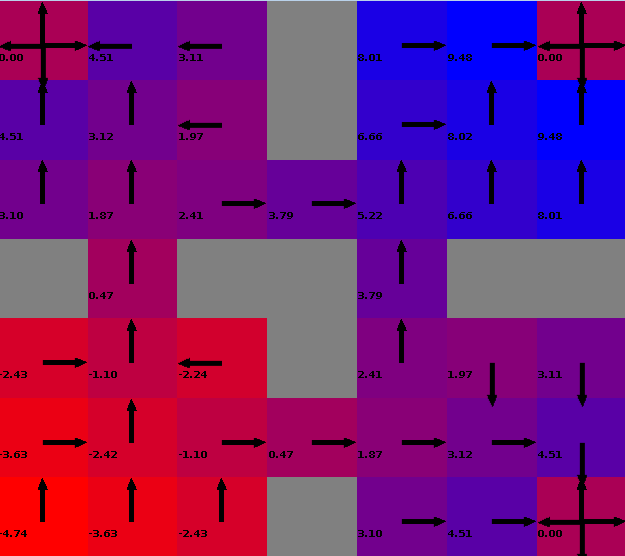 0.00 4.51 3.11 8.01 9.48 0.00
4.51 3.12 1.97 6.66 8.02 9.48
3.10 1.87 2.41 3.79 5.22 6.66 8.01
0.47 3.79
-2.43 -1.10 -2.24 2.41 1.97 3.11
-3.63 -2.42 -1.10 0.47 1.87 3.12 4.51
-4.74 -3.63 -2.43 3.10 4.51 0.00